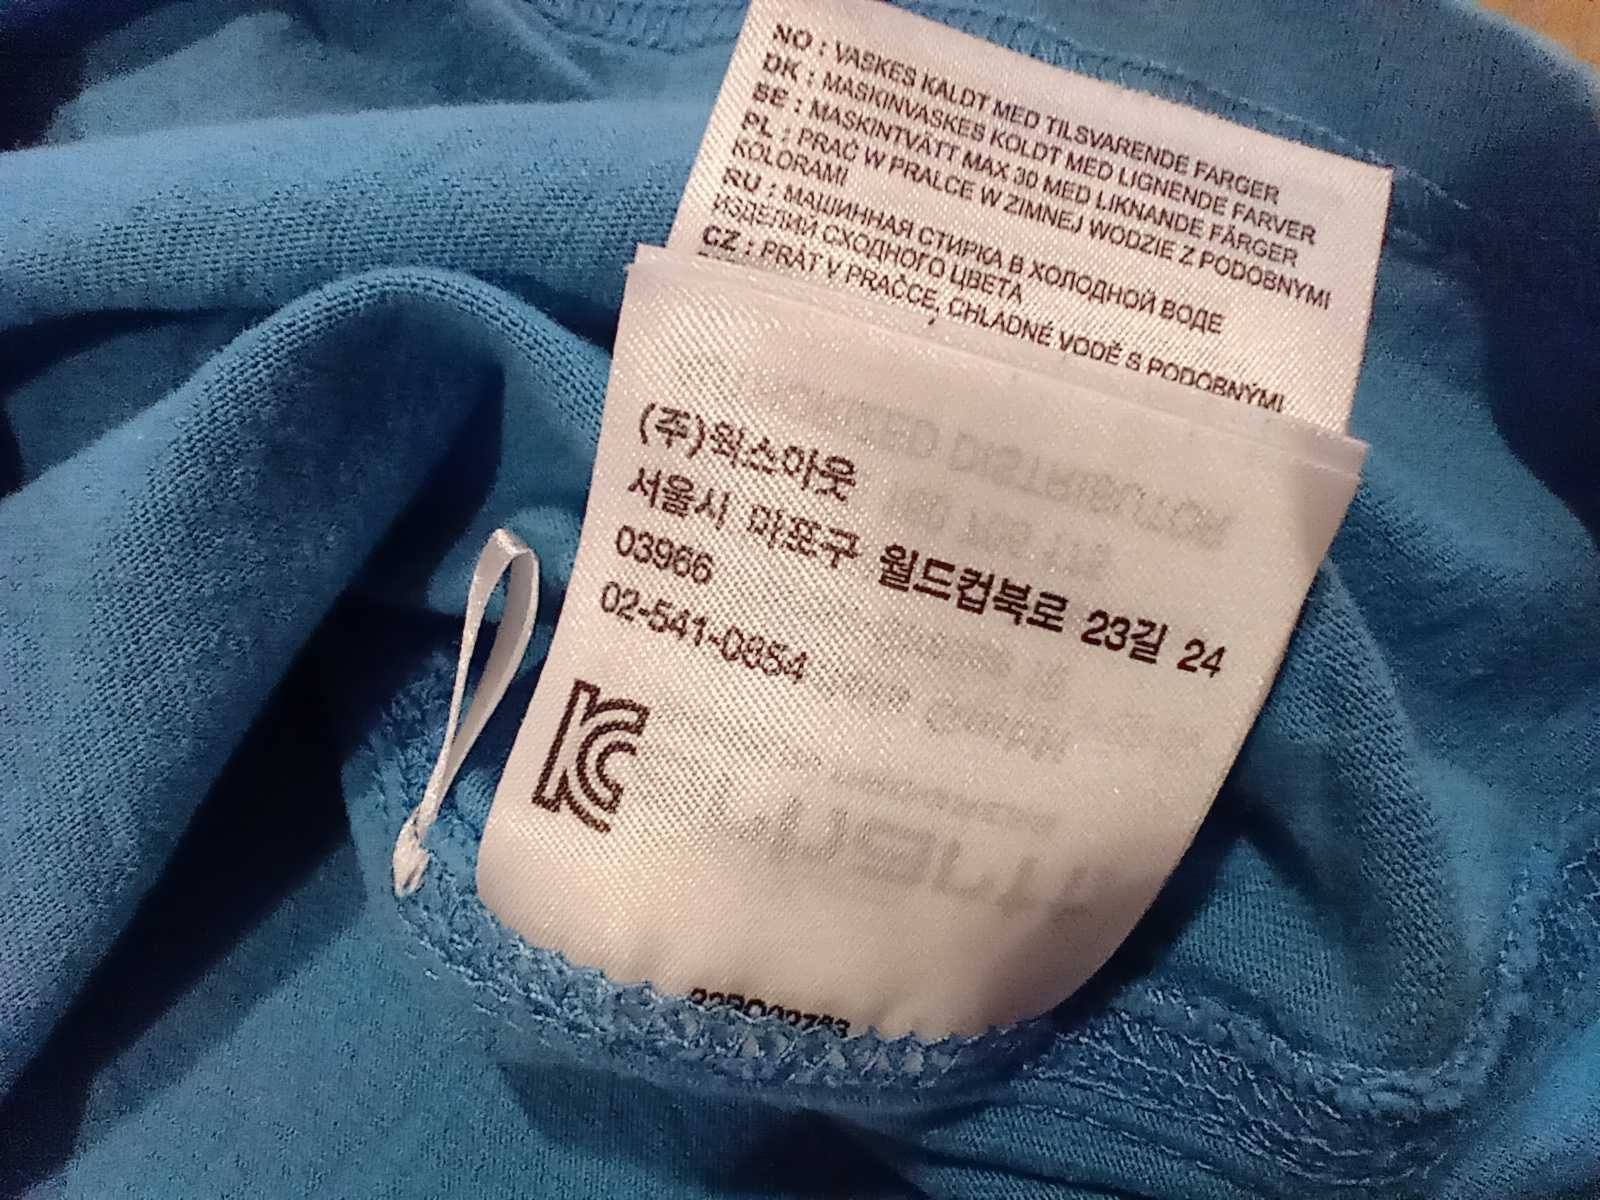 NO : VASKES KALDT MED TILSVARENDE FARGER
DK : MASKINVASKES KOLDT MED LIGNENDE FARVER
SE : MASKINTVÄTT MAX 30 MED LIKNANDE FÄRGER
PL : PRAĆ W PRALCE W ZIMNEJ WODZIE Z PODOBNYMI
KOLORAMI
RU : МАШИННАЯ СТИРКА В ХОЛОДНОЙ ВОДЕ
ИЗДЕЛИЙ СХОДНОГО ЦВЕТА
CZ : PRÁT V PRAČCE, CHLADNÉ VODĚ S PODOBNÝMI
(주)웍스아웃
서울시 마포구 월드컵북로 23길 24
03966
02-541-0854
KC